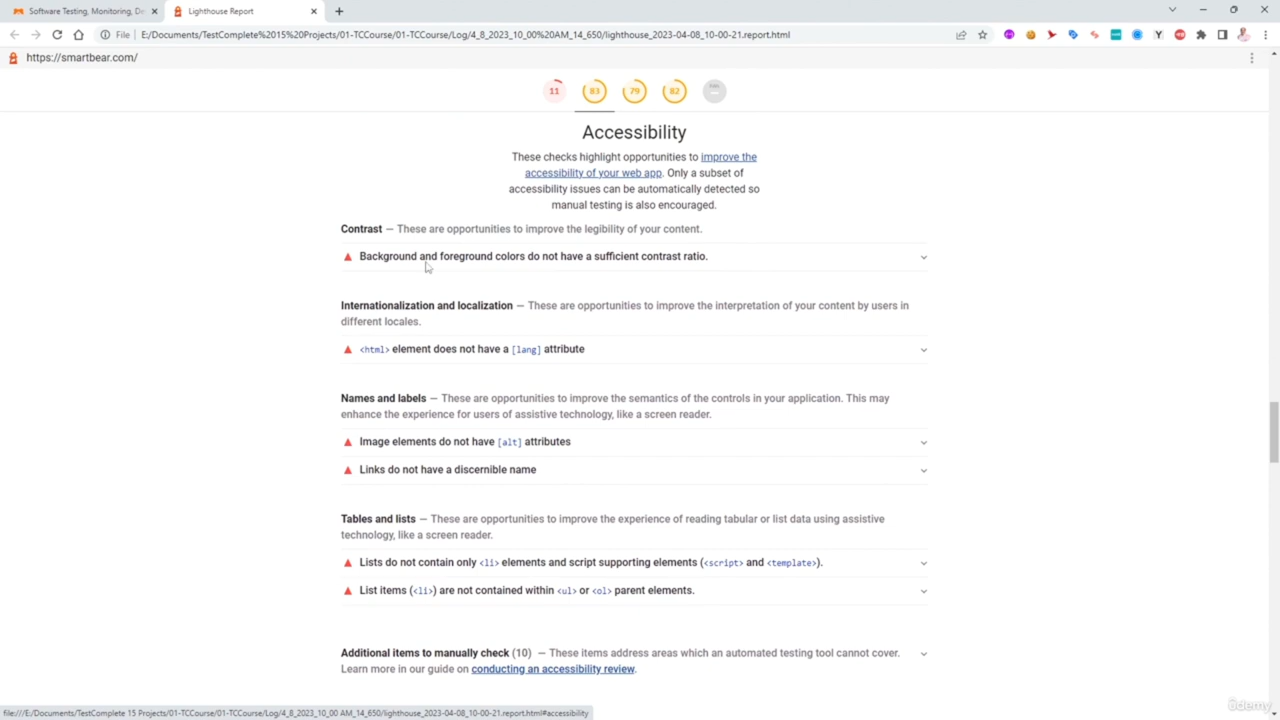 Software Testing, Monitoring, De
Lighthouse Report
File
E:/Documents/TestComplete%2015%20Projects/01-TCCourse/01-TCCourse/Log/4_8_2023_10_00%20AM_14_650/lighthouse_2023-04-08_10-00-21.report.html
https://smartbear.com/
11
83
79
82
Accessibility
These checks highlight opportunities to improve the
accessibility of your web app. Only a subset of
accessibility issues can be automatically detected so
manual testing is also encouraged.
Contrast — These are opportunities to improve the legibility of your content.
Background and foreground colors do not have a sufficient contrast ratio.
Internationalization and localization — These are opportunities to improve the interpretation of your content by users in
different locales.
<html> element does not have a [lang] attribute
Names and labels — These are opportunities to improve the semantics of the controls in your application. This may
enhance the experience for users of assistive technology, like a screen reader.
Image elements do not have [alt] attributes
Links do not have a discernible name
Tables and lists — These are opportunities to improve the experience of reading tabular or list data using assistive
technology, like a screen reader.
Lists do not contain only <li> elements and script supporting elements (<script> and <template>).
List items (<li>) are not contained within <ul> or <ol> parent elements.
Additional items to manually check (10) — These items address areas which an automated testing tool cannot cover.
Learn more in our guide on conducting an accessibility review.
file:///E:/Documents/TestComplete 15 Projects/01-TCCourse/01-TCCourse/Log/4_8_2023_10_00 AM_14_650/lighthouse_2023-04-08_10-00-21.report.html#accessibility
ûdemy